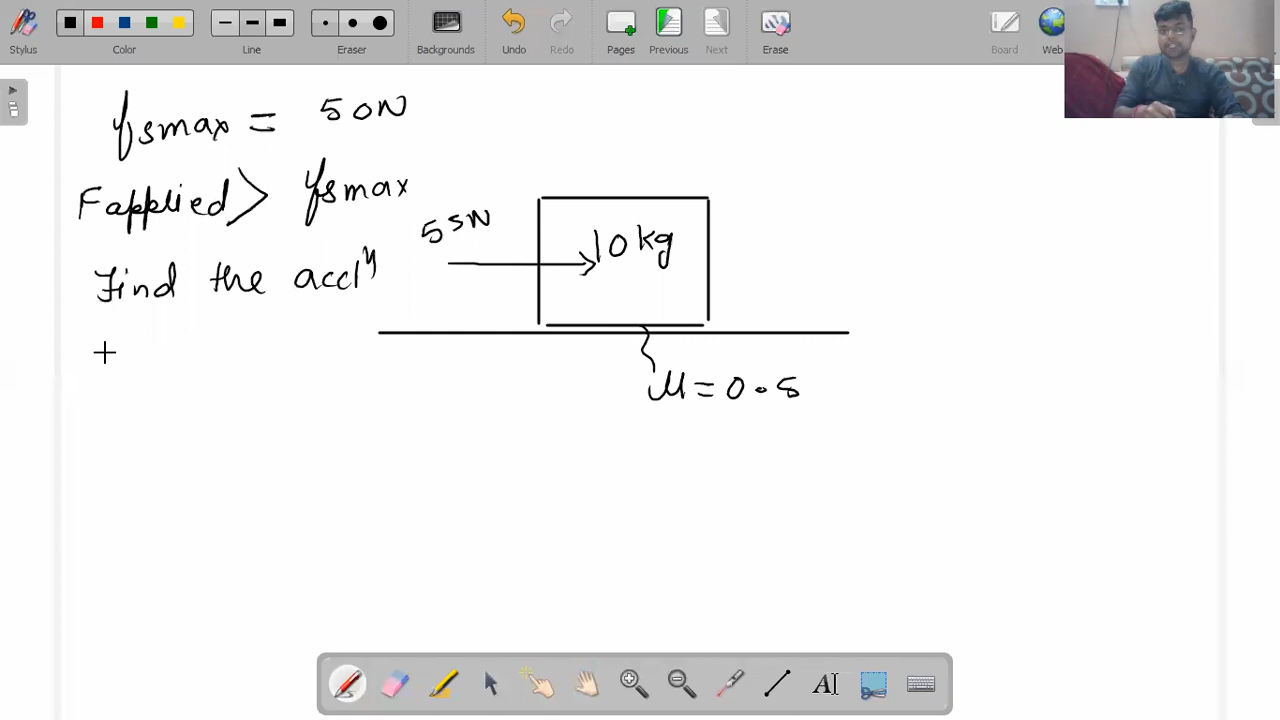 Stylus
Color
Line
Eraser
Backgrounds
Undo
Redo
Pages
Previous
Next
Erase
Board
Web
fsmax = 50N
Fapplied > fsmax
55N
10kg
Find the accl^n
μ = 0.5